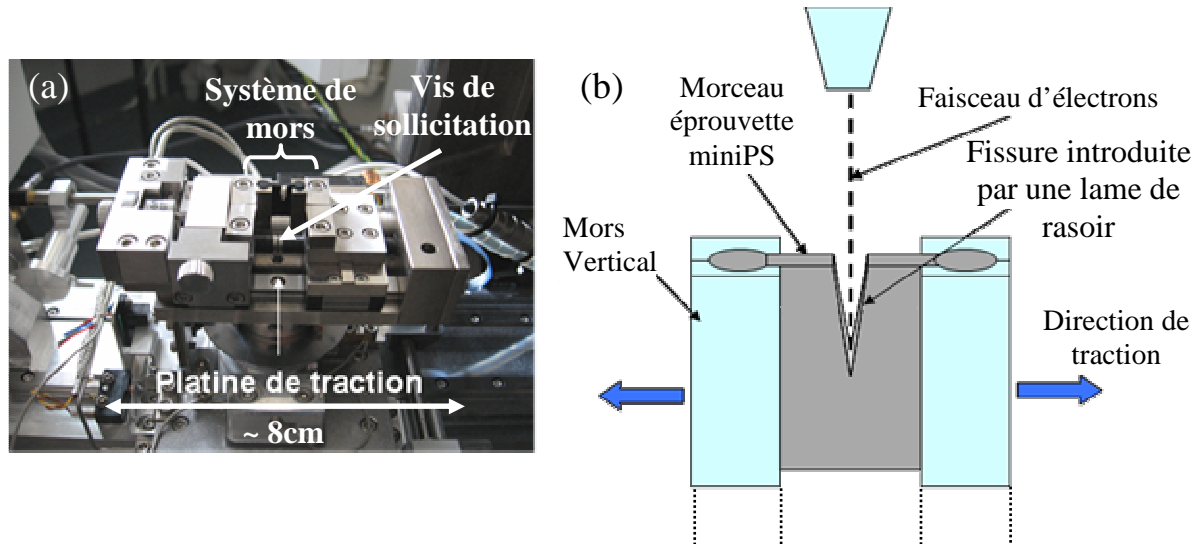 (a)
Système de
mors
Vis de
sollicitation
Platine de traction
~ 8cm
(b)
Morceau
éprouvette
miniPS
Faisceau d'électrons
Fissure introduite
par une lame de
rasoir
Mors
Vertical
Direction de
traction